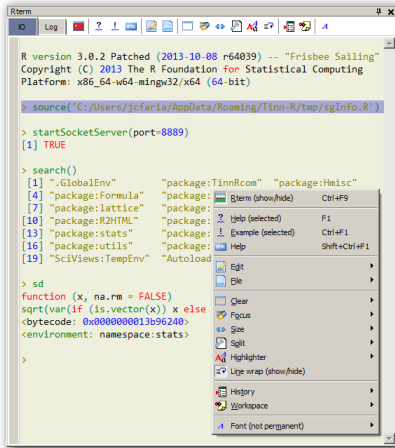 Rterm
IO Log
R version 3.0.2 Patched (2013-10-08 r64039) -- "Frisbee Sailing"
Copyright (C) 2013 The R Foundation for Statistical Computing
Platform: x86_64-w64-mingw32/x64 (64-bit)
> source('C:/Users/jcfaria/AppData/Roaming/Tinn-R/tmp/sgInfo.R')
> startSocketServer(port=8889)
[1] TRUE
> search()
[1] ".GlobalEnv" "package:TinnRcom" "package:Hmisc"
[4] "package:Formula" "package:
[7] "package:lattice" "package:
[10] "package:R2HTML" "package:
[13] "package:stats" "package:
[16] "package:utils" "package:
[19] "SciViews:TempEnv" "Autoload
> sd
function (x, na.rm = FALSE)
sqrt(var(if (is.vector(x)) x else
<bytecode: 0x0000000013b96240>
<environment: namespace:stats>
>
Rterm (show/hide) Ctrl+F9
Help (selected) F1
Example (selected) Ctrl+F1
Help Shift+Ctrl+F1
Edit
File
Clear
Focus
Size
Split
Highlighter
Line wrap (show/hide)
History
Workspace
Font (not permanent)